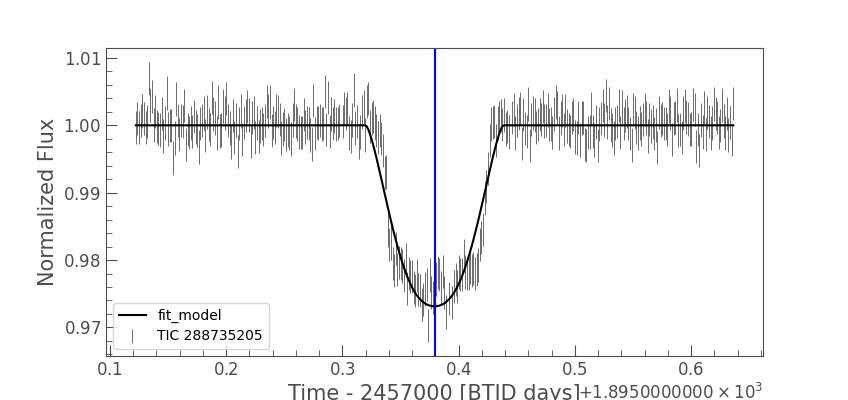 1.01
1.00
0.99
0.98
0.97
Normalized Flux
fit_model
TIC 288735205
0.1 0.2 0.3 0.4 0.5 0.6
Time - 2457000 [BTJD days] +1.8950000000 × 10³